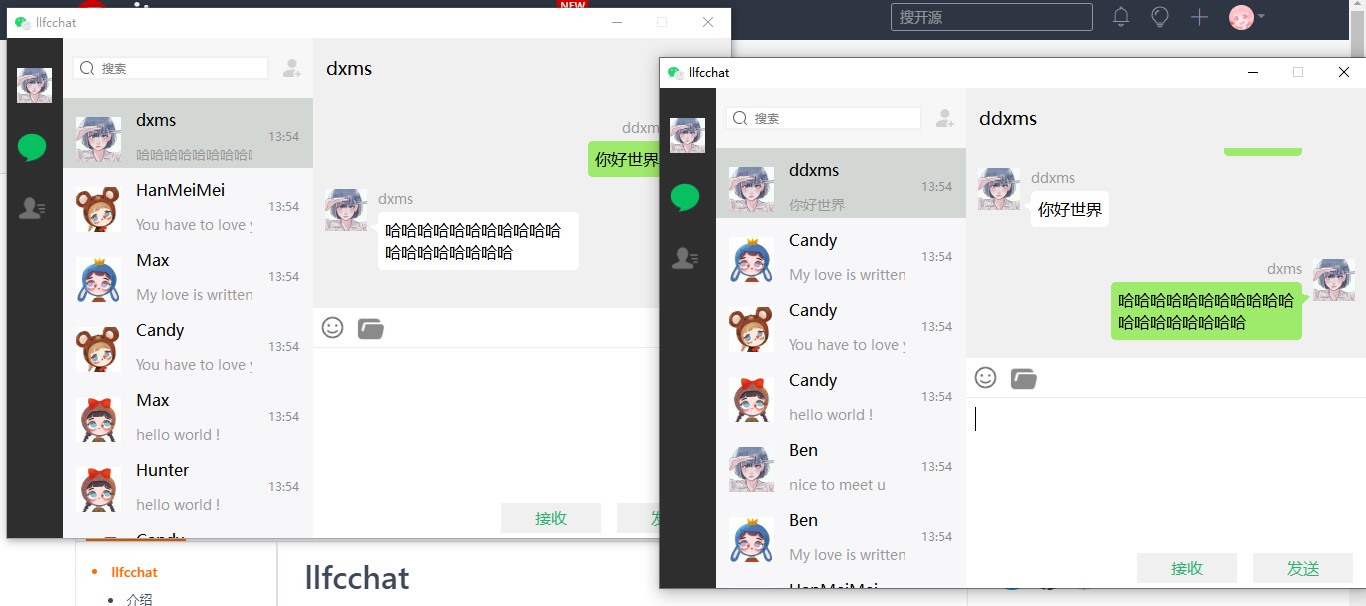 NEW
搜开源
llfcchat
搜索
dxms
13:54
哈哈哈哈哈哈哈哈
HanMeiMei
13:54
You have to love y
Max
13:54
My love is written
Candy
13:54
You have to love y
Max
13:54
hello world !
Hunter
13:54
hello world !
Candy
dxms
ddxm
你好世界
dxms
哈哈哈哈哈哈哈哈哈哈哈
哈哈哈哈哈哈哈哈
接收
发
llfcchat
搜索
ddxms
13:54
你好世界
Candy
13:54
My love is written
Candy
13:54
You have to love y
Candy
13:54
hello world !
Ben
13:54
nice to meet u
Ben
13:54
My love is written
HanMeiMei
ddxms
ddxms
你好世界
dxms
哈哈哈哈哈哈哈哈哈哈哈
哈哈哈哈哈哈哈哈
接收
发送
llfcchat
介绍
llfcchat